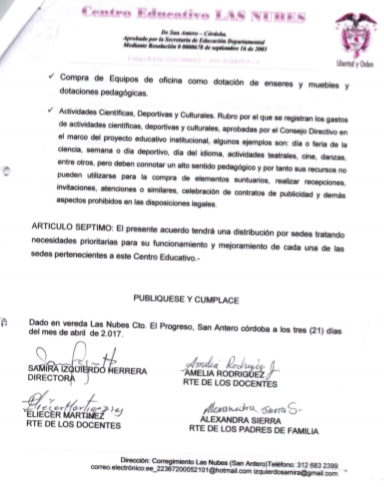 Centro Educativo LAS NUBES
De San Antero – Córdoba.
Aprobado por la Secretaría de Educación Departamental
Mediante Resolución # 0000678 de septiembre 16 de 2003
Libertad y Orden
✓ Compra de Equipos de oficina como dotación de enseres y muebles y
dotaciones pedagógicas.
✓ Actividades Científicas, Deportivas y Culturales. Rubro por el que se registran los gastos
de actividades científicas, deportivas y culturales, aprobadas por el Consejo Directivo en
el marco del proyecto educativo institucional, algunos ejemplos son: día o feria de la
ciencia, semana o día deportivo, día del idioma, actividades teatrales, cine, danzas,
entre otros, pero deben connotar un alto sentido pedagógico y por tanto sus recursos no
pueden utilizarse para la compra de elementos suntuarios, realizar recepciones,
invitaciones, atenciones o similares, celebración de contratos de publicidad y demás
aspectos prohibidos en las disposiciones legales.
ARTICULO SEPTIMO: El presente acuerdo tendrá una distribución por sedes tratando
necesidades prioritarias para su funcionamiento y mejoramiento de cada una de las
sedes pertenecientes a este Centro Educativo.-
PUBLIQUESE Y CUMPLACE
Dado en vereda Las Nubes Cto. El Progreso, San Antero córdoba a los tres (21) días
del mes de abril de 2.017.
SAMIRA IZQUIERDO HERRERA
DIRECTORA
Amelia Rodríguez J.
AMELIA RODRIGUEZ
RTE DE LOS DOCENTES
ELIECER MARTINEZ
RTE DE LOS DOCENTES
Alexandra Sierra S.
ALEXANDRA SIERRA
RTE DE LOS PADRES DE FAMILIA
Dirección: Corregimiento Las Nubes (San Antero)Teléfono: 312 683 2399
correo.electrónico:ee_22367200052101@hotmail.com izquierdosamira@gmail.com